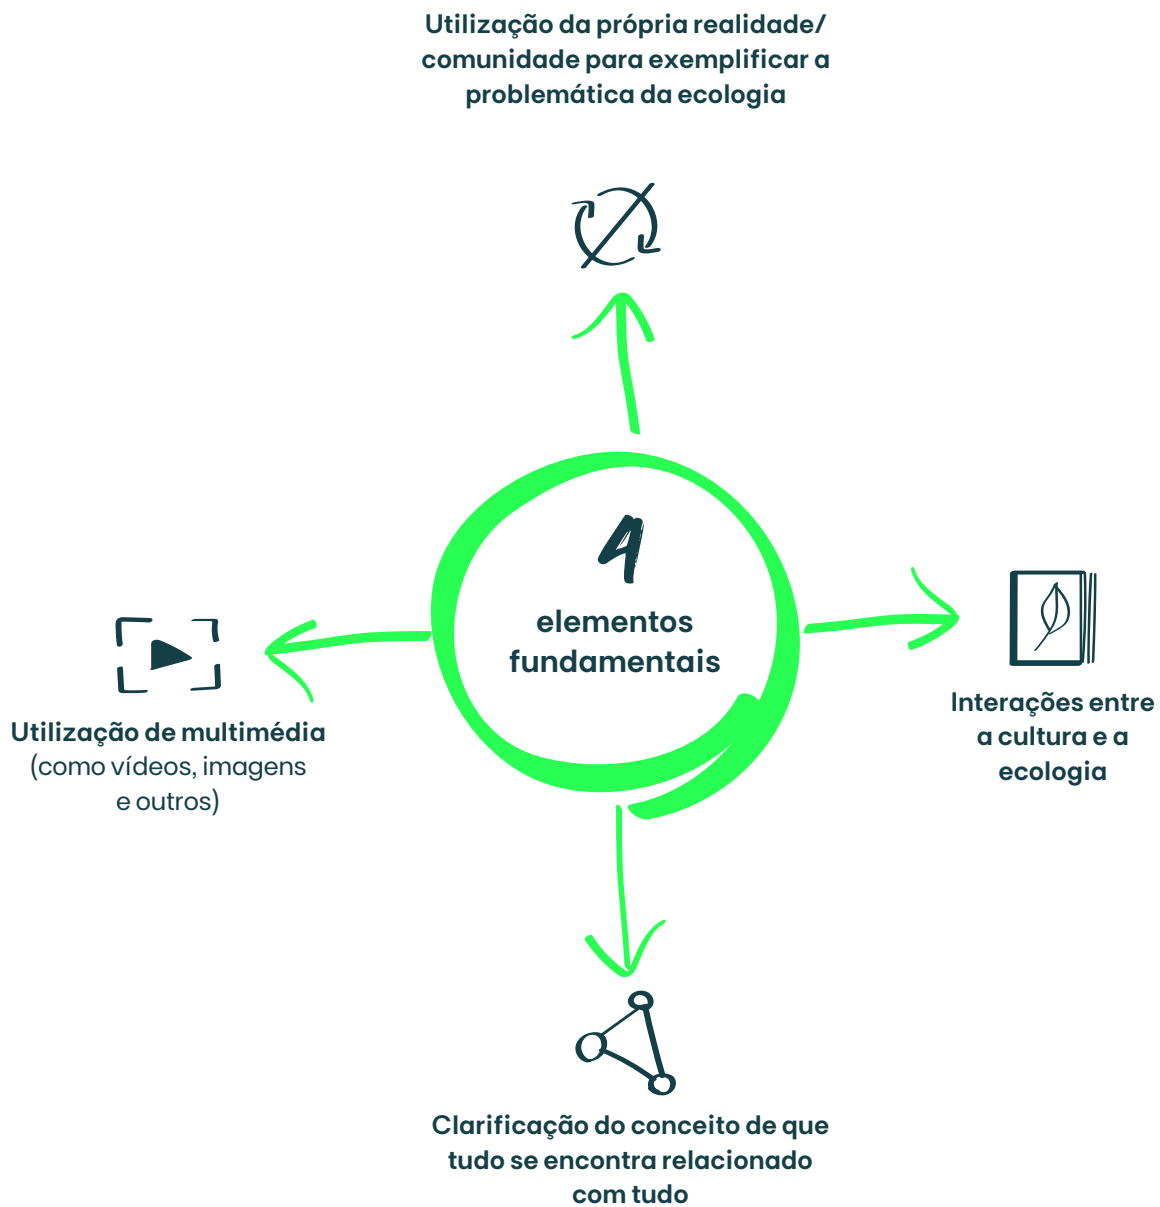 Utilização da própria realidade/
comunidade para exemplificar a
problemática da ecologia
4
elementos
fundamentais
Utilização de multimédia
(como vídeos, imagens
e outros)
Interações entre
a cultura e a
ecologia
Clarificação do conceito de que
tudo se encontra relacionado
com tudo